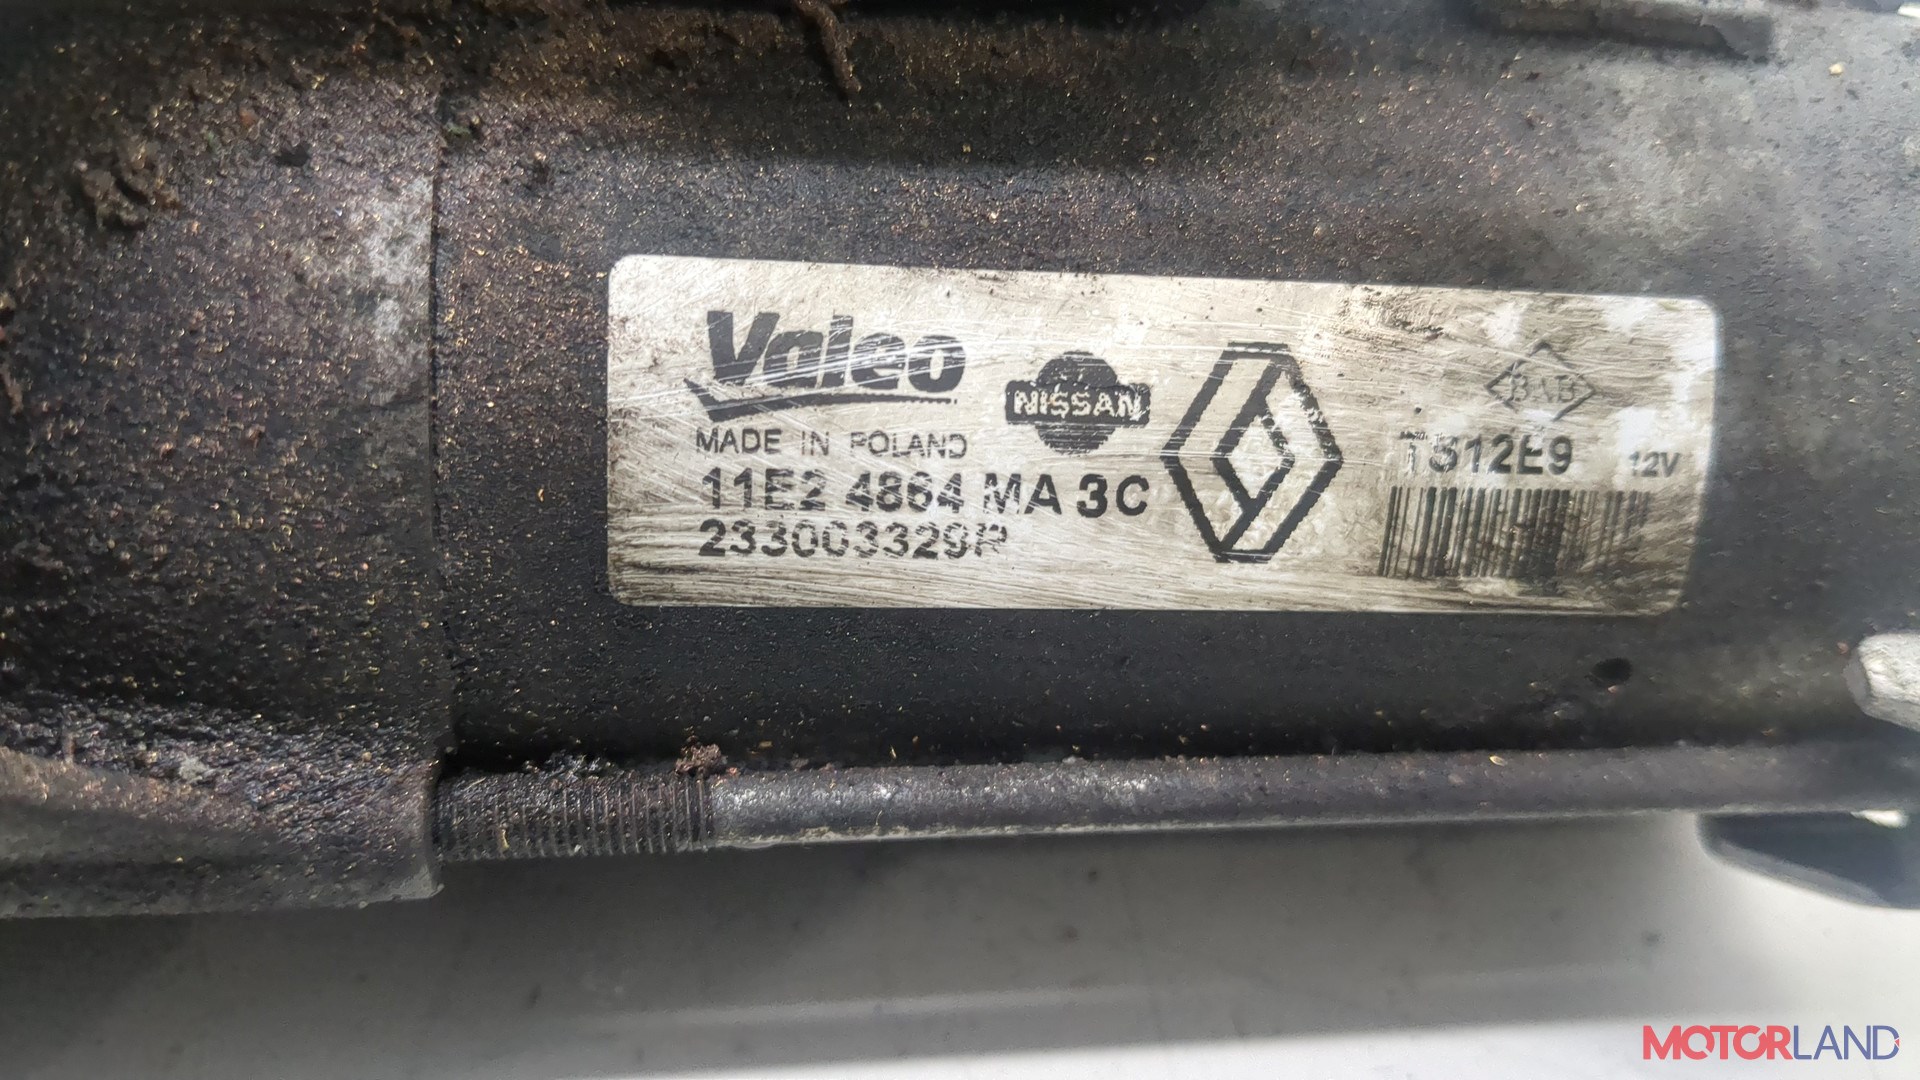 Valeo
MADE IN POLAND
11E2 4864 MA 3C
233003329R
NISSAN
TS12E9 12V
MOTORLAND